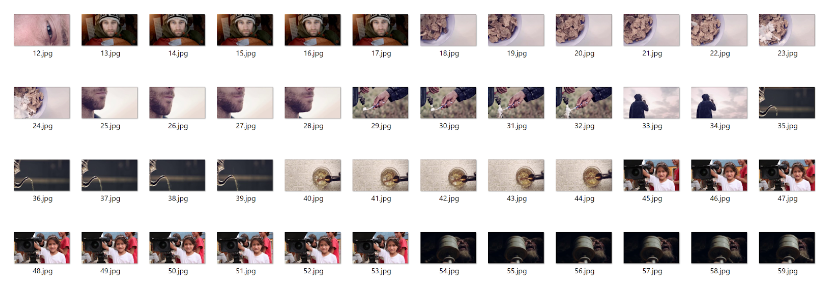 12.jpg 13.jpg 14.jpg 15.jpg 16.jpg 17.jpg 18.jpg 19.jpg 20.jpg 21.jpg 22.jpg 23.jpg
24.jpg 25.jpg 26.jpg 27.jpg 28.jpg 29.jpg 30.jpg 31.jpg 32.jpg 33.jpg 34.jpg 35.jpg
36.jpg 37.jpg 38.jpg 39.jpg 40.jpg 41.jpg 42.jpg 43.jpg 44.jpg 45.jpg 46.jpg 47.jpg
48.jpg 49.jpg 50.jpg 51.jpg 52.jpg 53.jpg 54.jpg 55.jpg 56.jpg 57.jpg 58.jpg 59.jpg